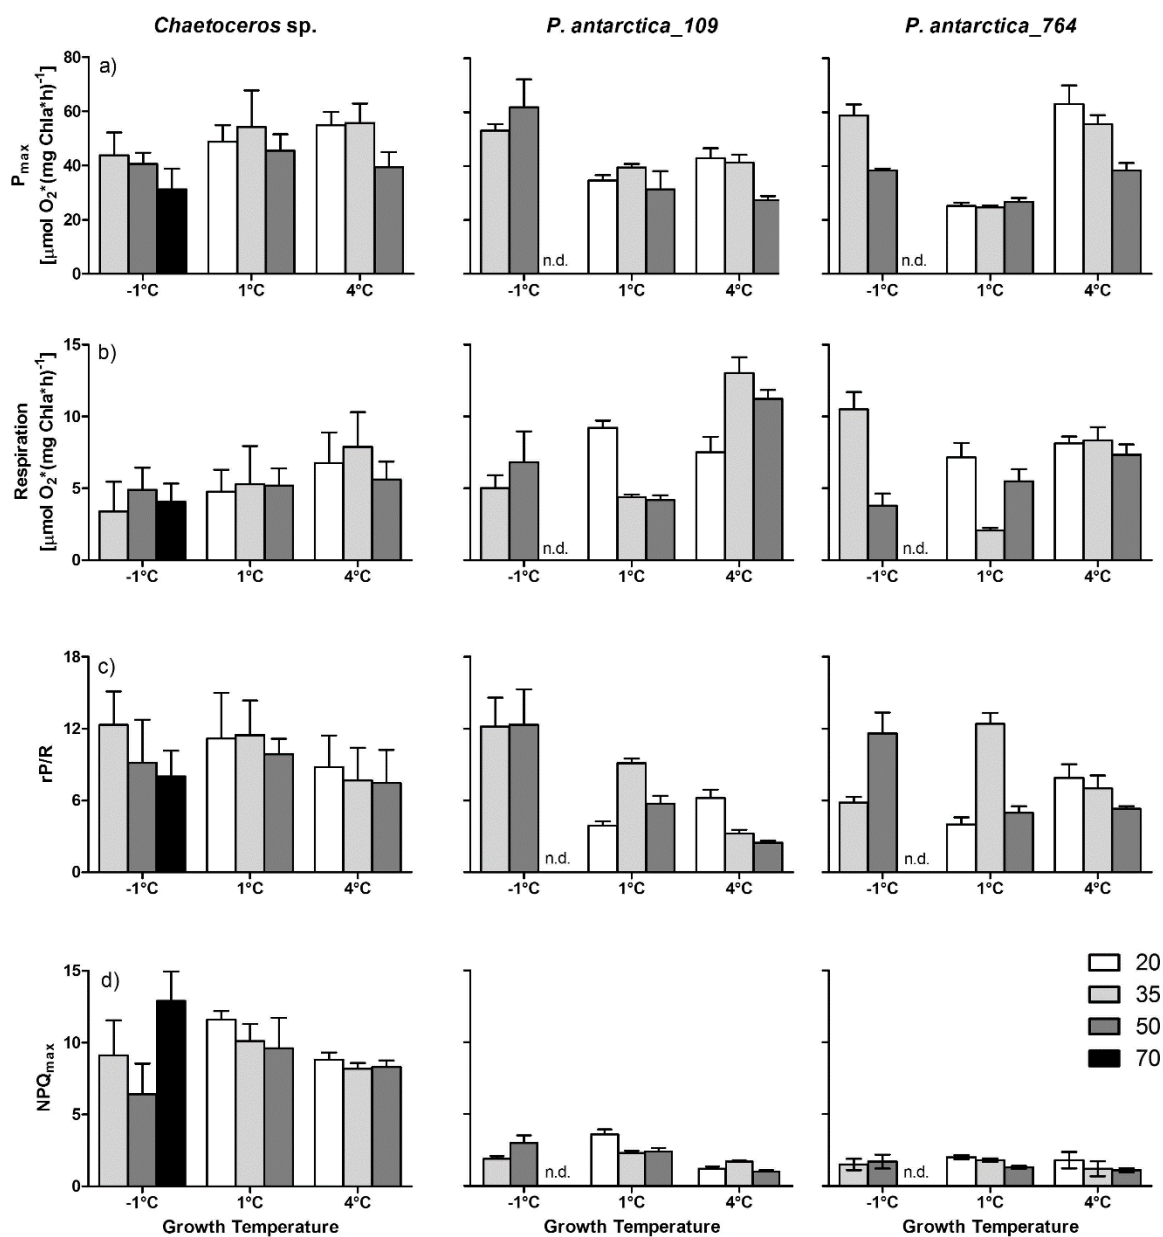 Chaetoceros sp. P. antarctica_109 P. antarctica_764
a)
Pmax
[µmol O2*(mg Chla*h)-1]
80
60
40
20
0
n.d. n.d.
-1°C 1°C 4°C -1°C 1°C 4°C -1°C 1°C 4°C
b)
Respiration
[µmol O2*(mg Chla*h)-1]
15
10
5
0
n.d. n.d.
-1°C 1°C 4°C -1°C 1°C 4°C -1°C 1°C 4°C
c)
rP/R
18
12
6
0
n.d. n.d.
-1°C 1°C 4°C -1°C 1°C 4°C -1°C 1°C 4°C
d)
NPQmax
15
10
5
0
20
35
50
70
n.d. n.d.
-1°C 1°C 4°C -1°C 1°C 4°C -1°C 1°C 4°C
Growth Temperature Growth Temperature Growth Temperature